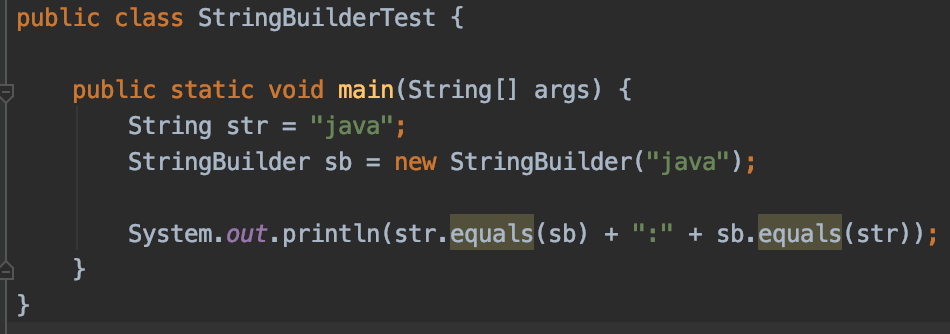 public class StringBuilderTest {
public static void main(String[] args) {
String str = "java";
StringBuilder sb = new StringBuilder("java");
System.out.println(str.equals(sb) + ":" + sb.equals(str));
}
}